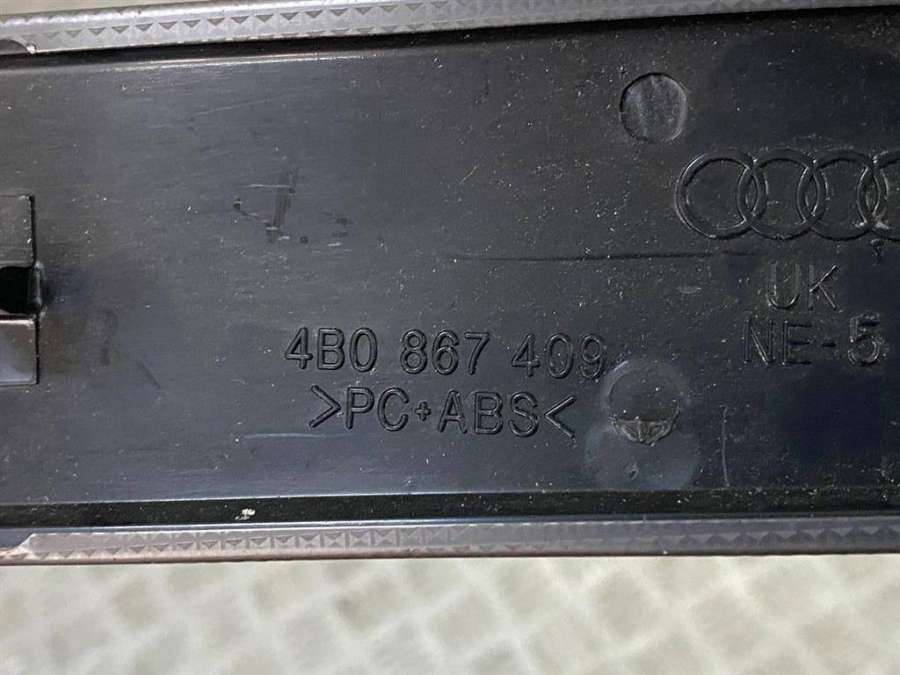 UK
NE-5
4B0 867 409
>PC+ABS<